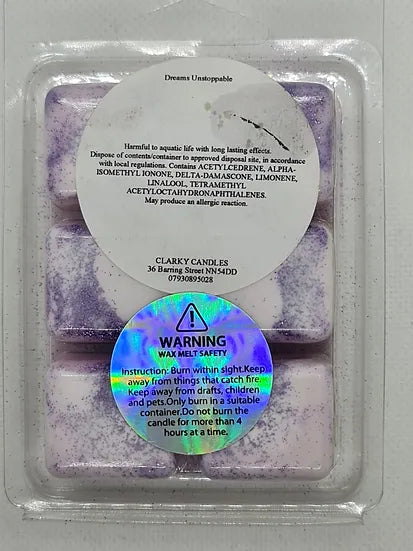 Dreams Unstoppable
Harmful to aquatic life with long lasting effects.
Dispose of contents/container to approved disposal site, in accordance
with local regulations. Contains ACETYLCEDRENE, ALPHA-
ISOMETHYL IONONE, DELTA-DAMASCONE, LIMONENE,
LINALOOL, TETRAMETHYL
ACETYLOCTAHYDRONAPHTHALENES.
May produce an allergic reaction.
CLARKY CANDLES
36 Barring Street NN54DD
07930895028
WARNING
WAX MELT SAFETY
Instruction: Burn within sight.Keep
away from things that catch fire.
Keep away from drafts, children
and pets.Only burn in a suitable
container.Do not burn the
candle for more than 4
hours at a time.